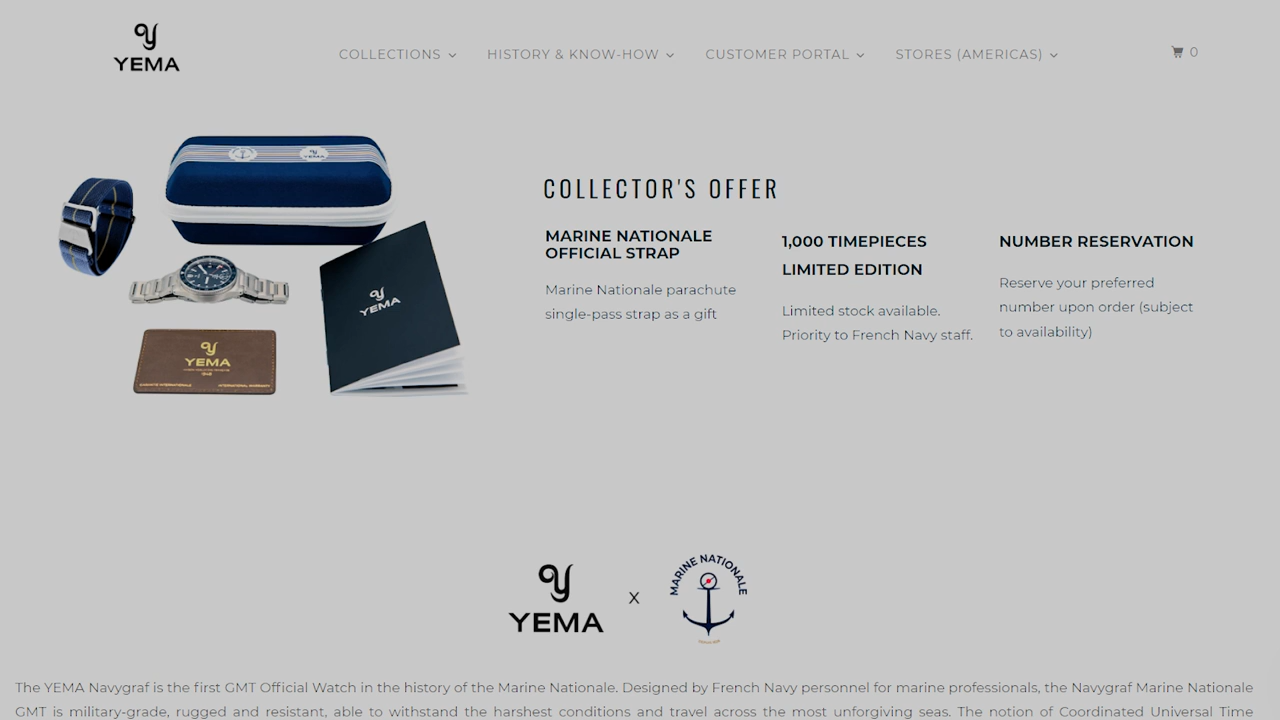 YEMA
COLLECTIONS
HISTORY & KNOW-HOW
CUSTOMER PORTAL
STORES (AMERICAS)
0
YEMA
YEMA
YEMA
COLLECTOR'S OFFER
MARINE NATIONALE
OFFICIAL STRAP
Marine Nationale parachute
single-pass strap as a gift
1,000 TIMEPIECES
LIMITED EDITION
Limited stock available.
Priority to French Navy staff.
NUMBER RESERVATION
Reserve your preferred
number upon order (subject
to availability)
YEMA
X
MARINE NATIONALE
The YEMA Navygraf is the first GMT Official Watch in the history of the Marine Nationale. Designed by French Navy personnel for marine professionals, the Navygraf Marine Nationale
GMT is military-grade, rugged and resistant, able to withstand the harshest conditions and travel across the most unforgiving seas. The notion of Coordinated Universal Time